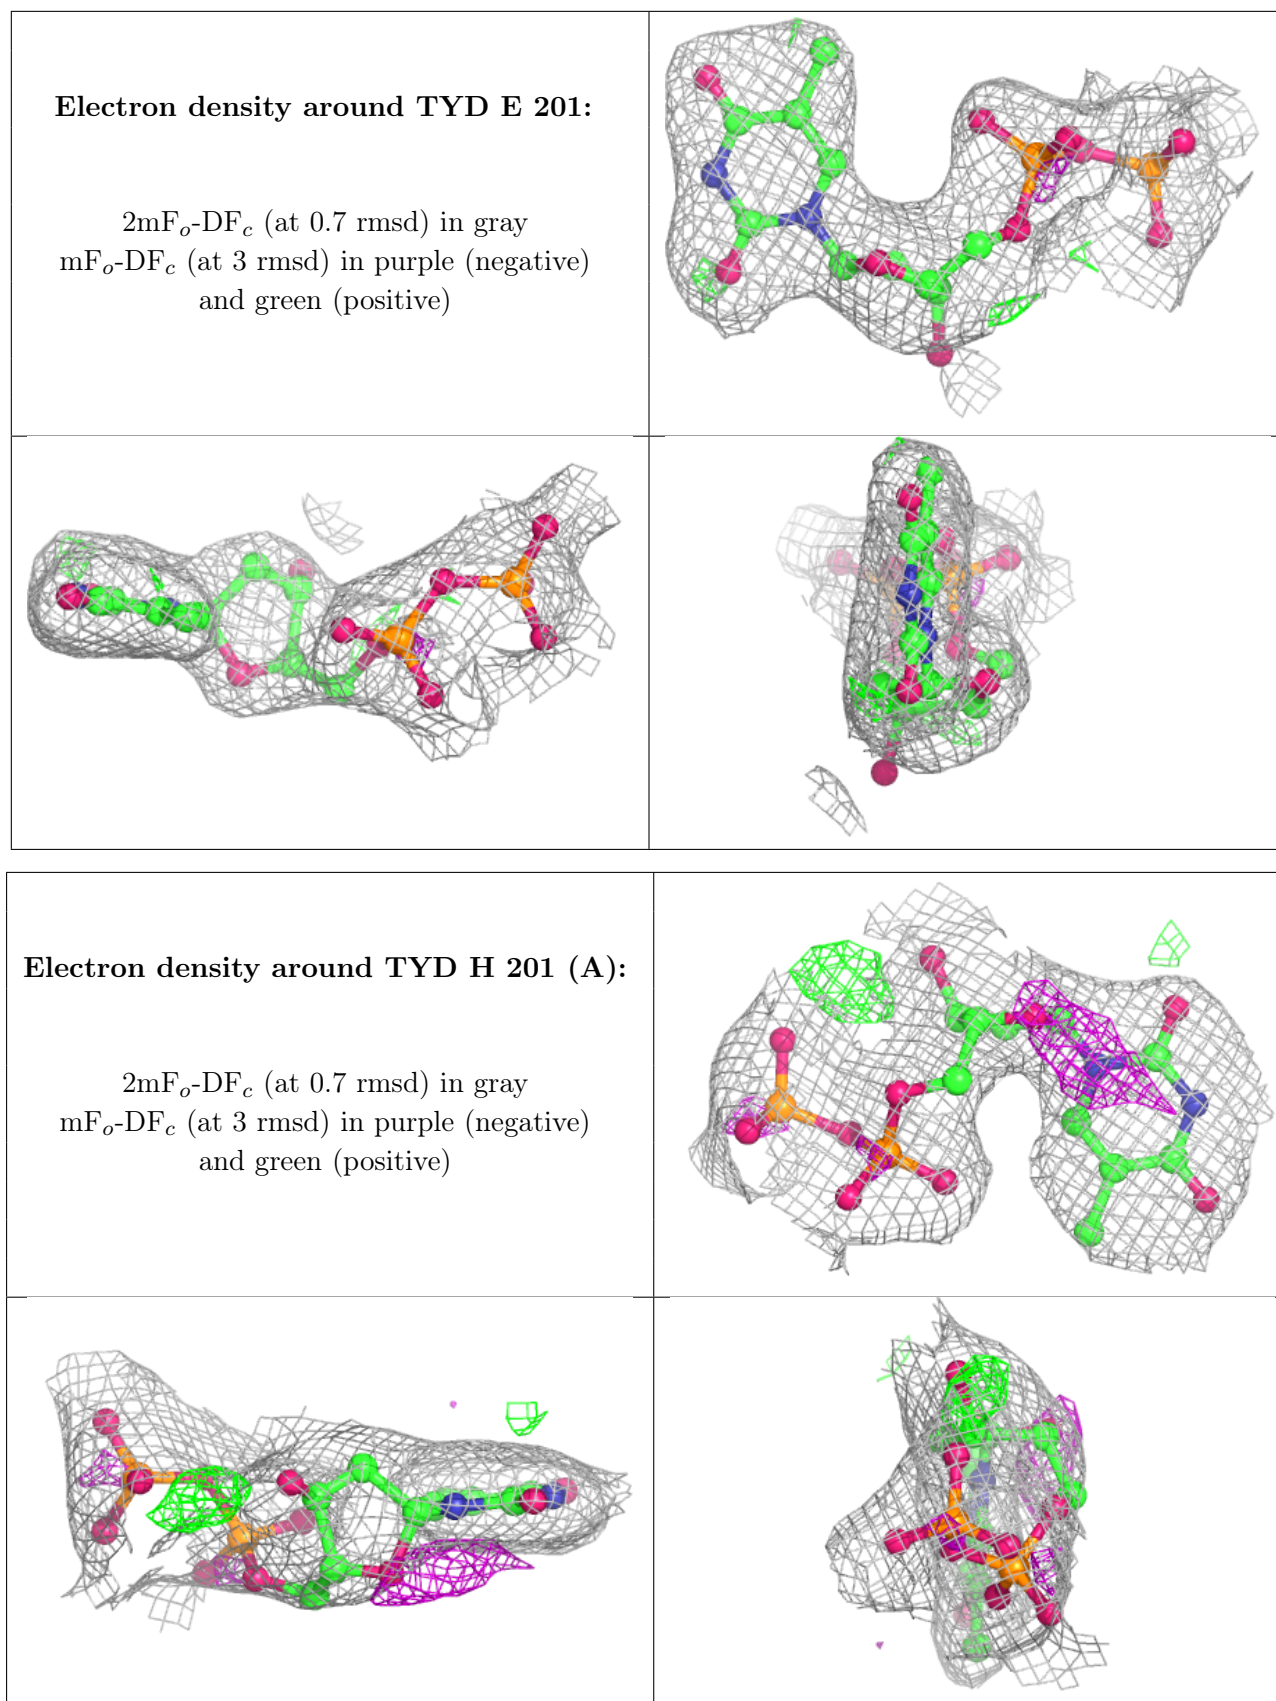 Electron density around TYD E 201:
2mFo-DFc (at 0.7 rmsd) in gray
mFo-DFc (at 3 rmsd) in purple (negative)
and green (positive)
Electron density around TYD H 201 (A):
2mFo-DFc (at 0.7 rmsd) in gray
mFo-DFc (at 3 rmsd) in purple (negative)
and green (positive)